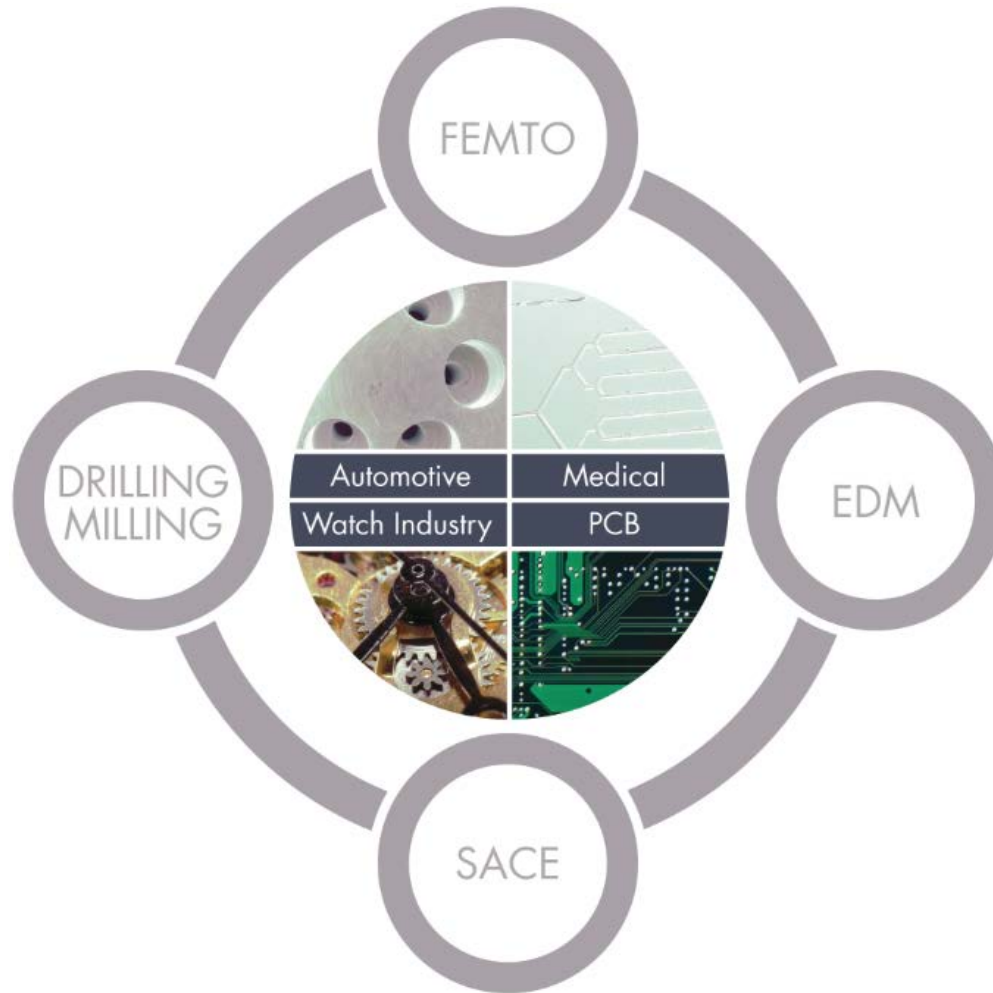 FEMTO
DRILLING
MILLING
Automotive
Medical
Watch Industry
PCB
EDM
SACE